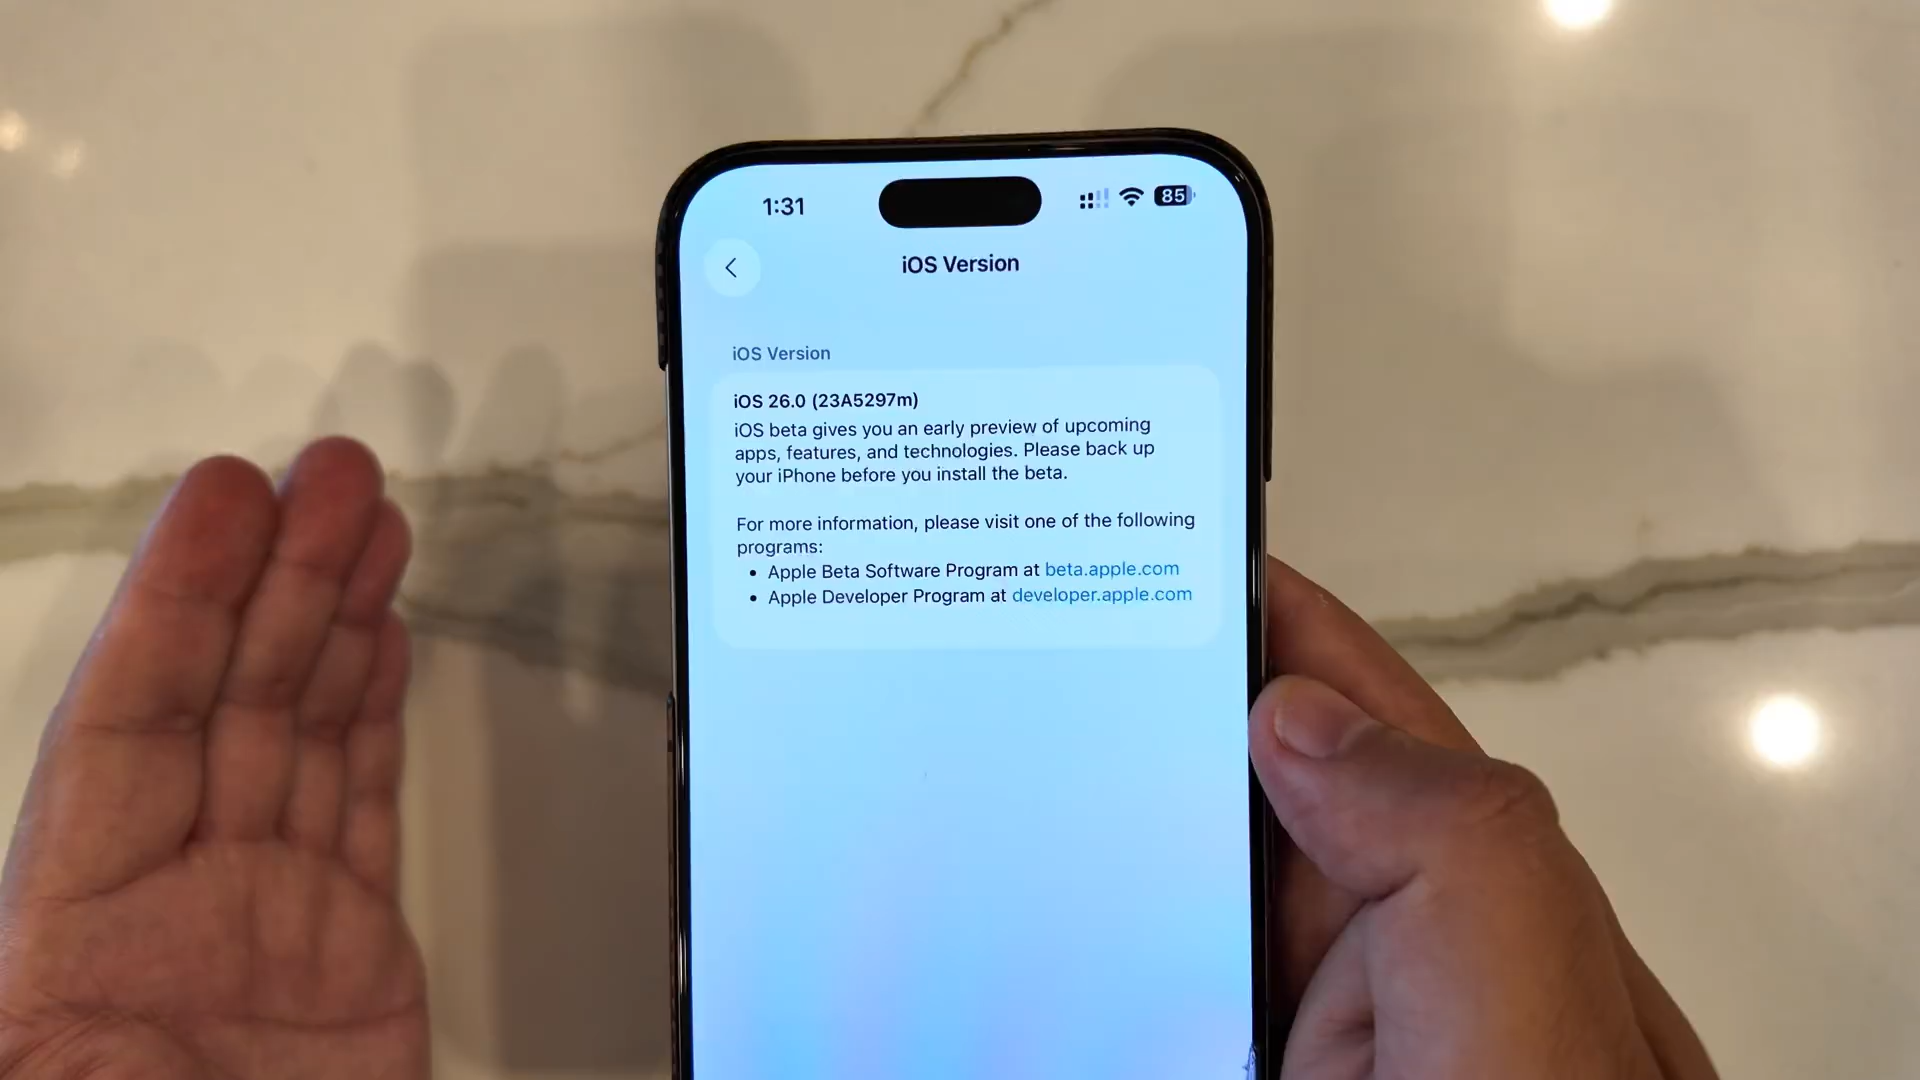 1:31
85
iOS Version
iOS Version
iOS 26.0 (23A5297m)
iOS beta gives you an early preview of upcoming
apps, features, and technologies. Please back up
your iPhone before you install the beta.
For more information, please visit one of the following
programs:
• Apple Beta Software Program at beta.apple.com
• Apple Developer Program at developer.apple.com